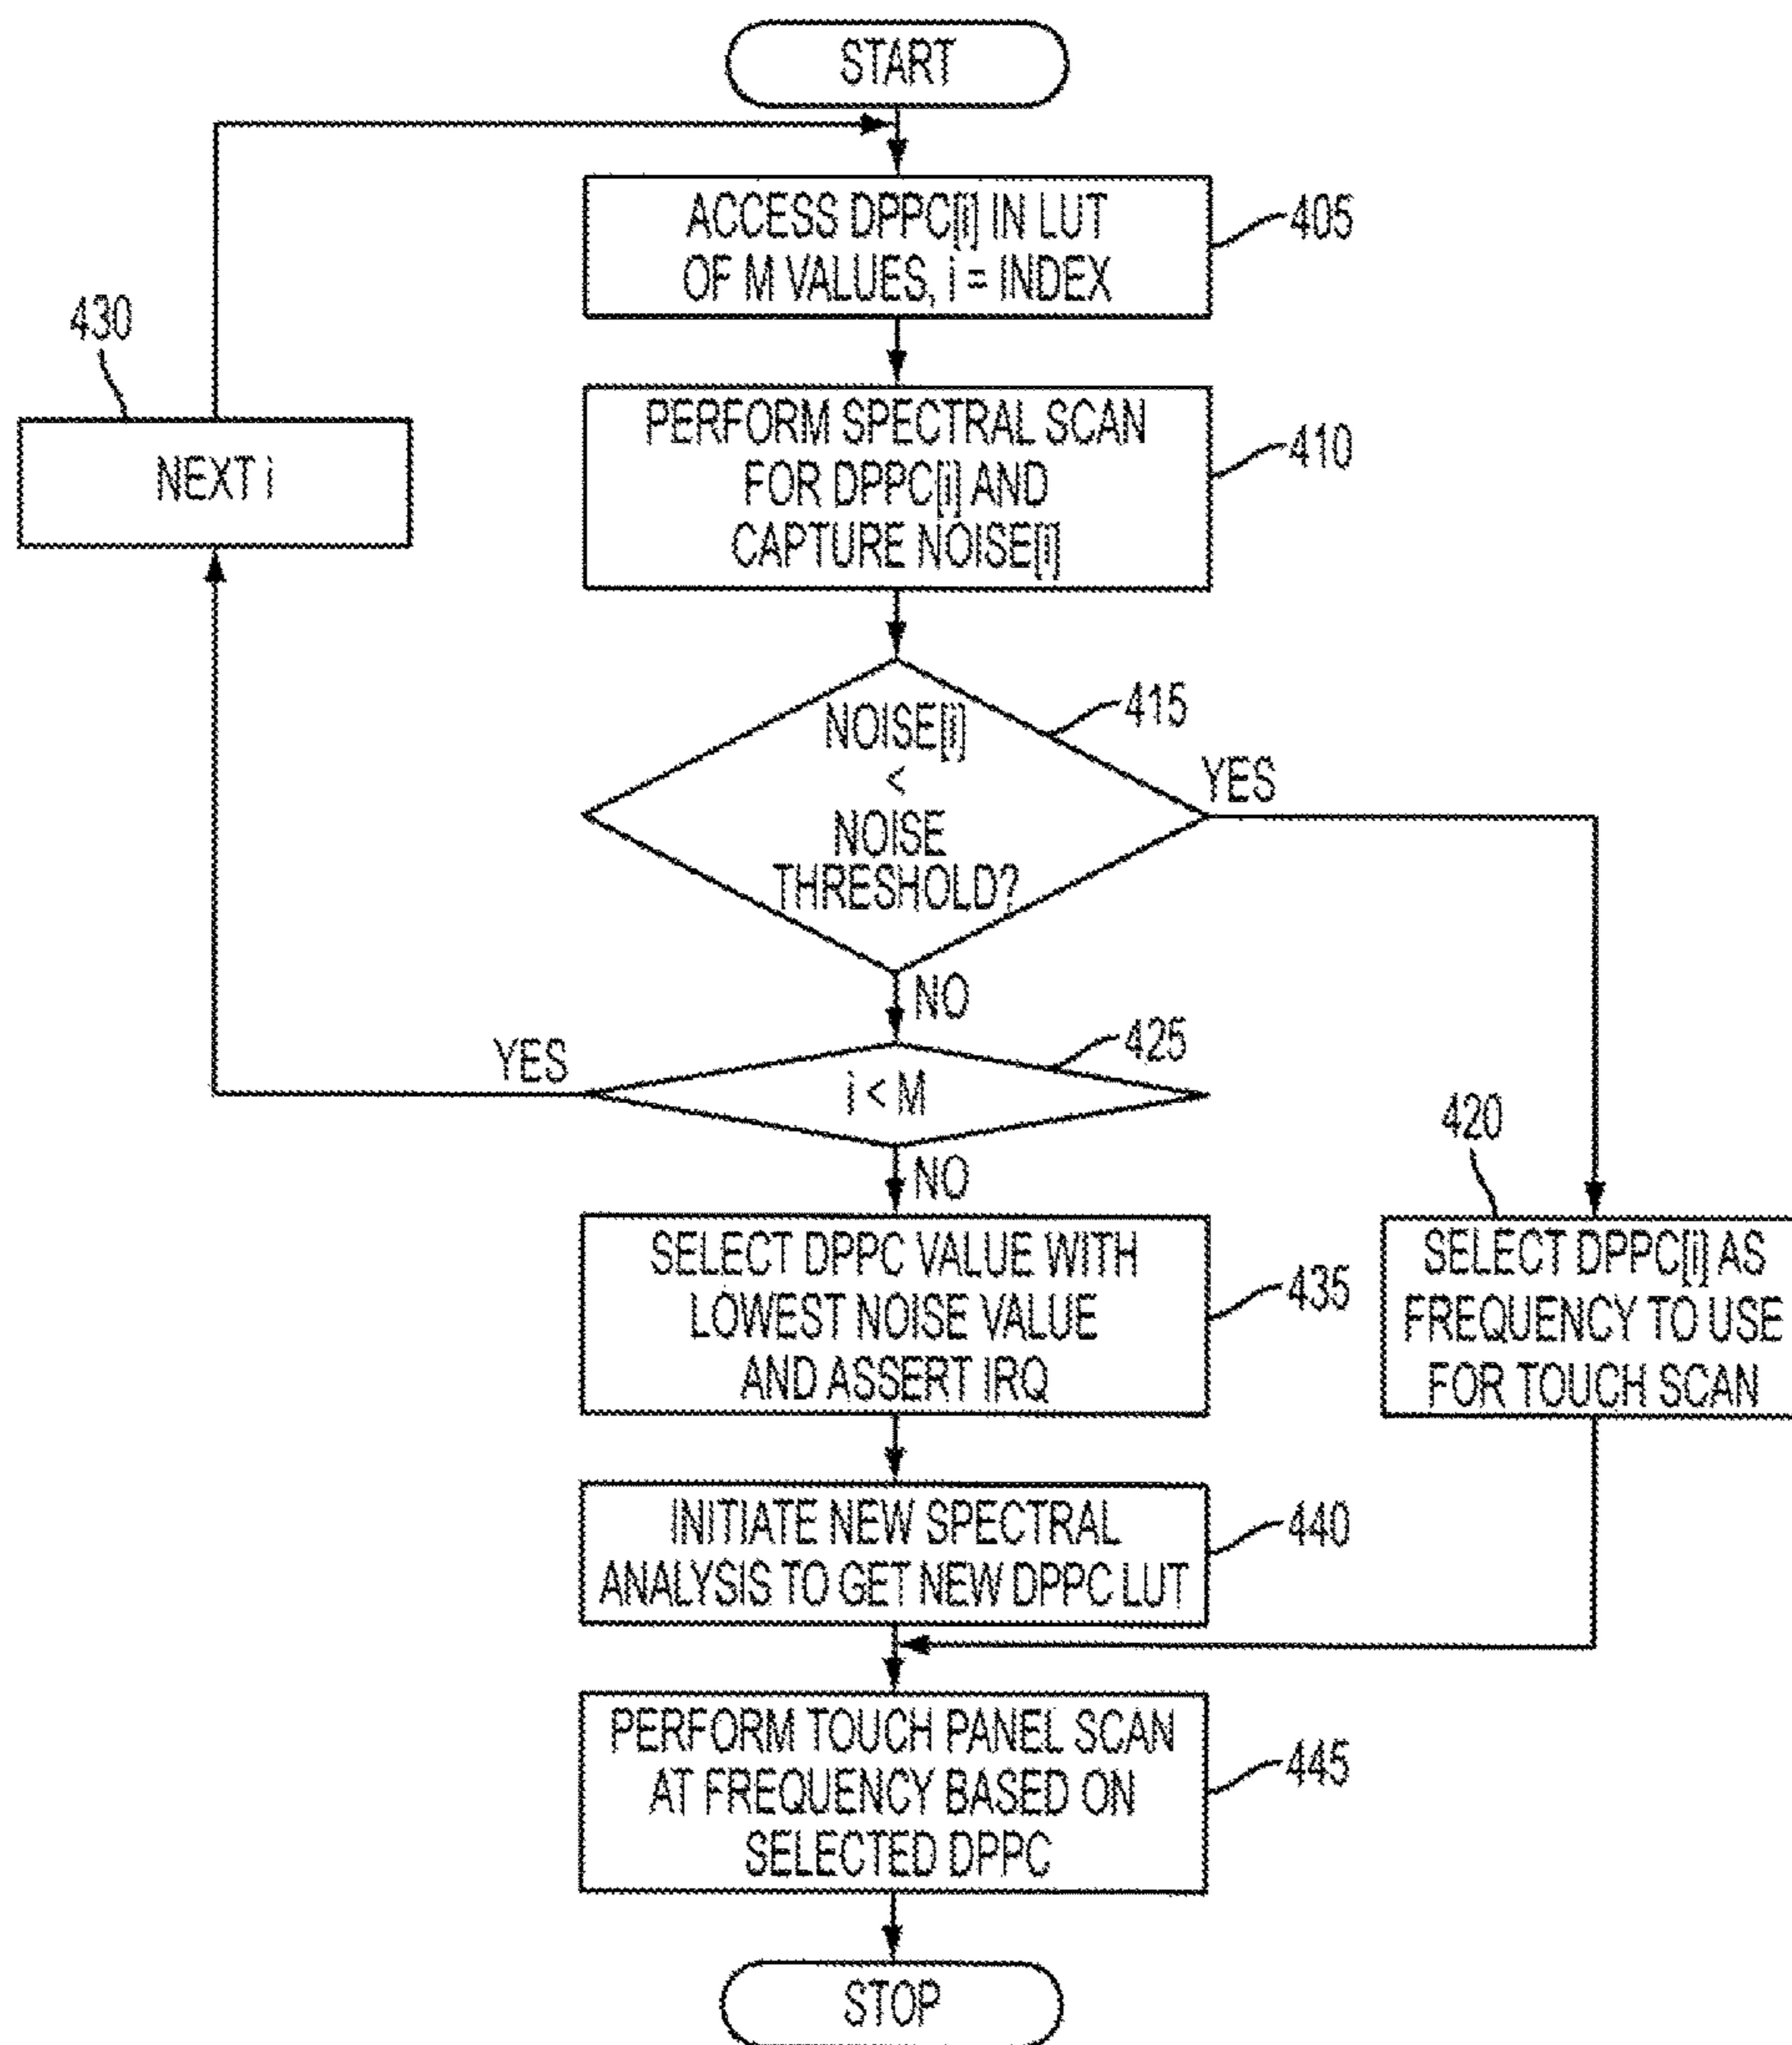 START
ACCESS DPPC[i] IN LUT
OF M VALUES, i = INDEX
405
430
NEXT i
PERFORM SPECTRAL SCAN
FOR DPPC[i] AND
CAPTURE NOISE[i]
410
NOISE[i]
<
NOISE
THRESHOLD?
415
YES
NO
425
YES
i < M
NO
420
SELECT DPPC[i] AS
FREQUENCY TO USE
FOR TOUCH SCAN
SELECT DPPC VALUE WITH
LOWEST NOISE VALUE
AND ASSERT IRQ
435
INITIATE NEW SPECTRAL
ANALYSIS TO GET NEW DPPC LUT
440
PERFORM TOUCH PANEL SCAN
AT FREQUENCY BASED ON
SELECTED DPPC
445
STOP